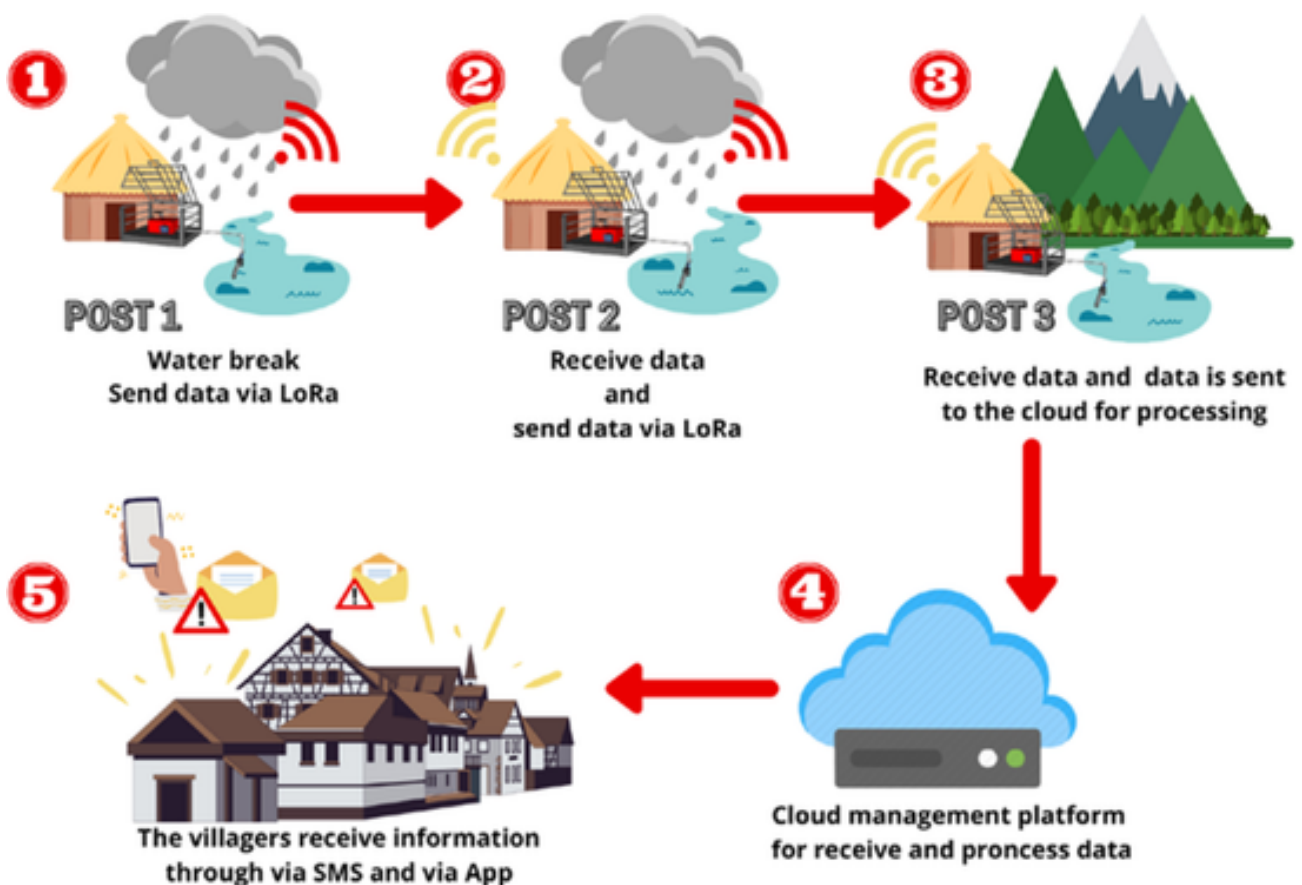 1
POST 1
Water break
Send data via LoRa
2
POST 2
Receive data
and
send data via LoRa
3
POST 3
Receive data and data is sent
to the cloud for processing
4
Cloud management platform
for receive and proncess data
5
The villagers receive information
through via SMS and via App